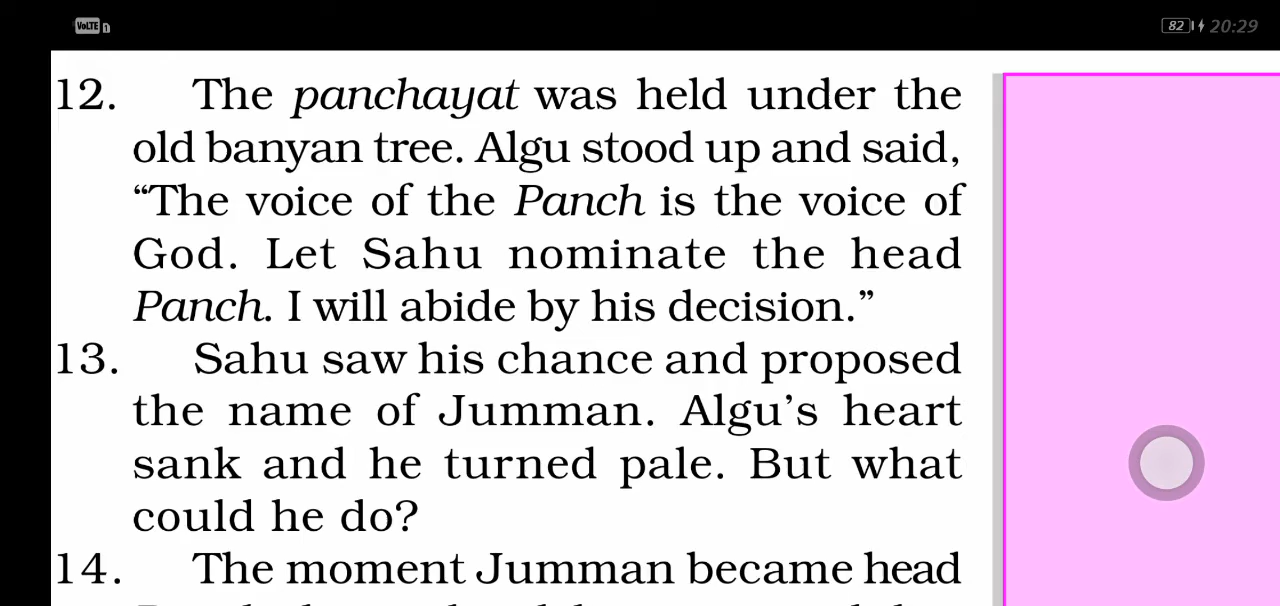 VoLTE 1 82 20:29
12. The panchayat was held under the
old banyan tree. Algu stood up and said,
“The voice of the Panch is the voice of
God. Let Sahu nominate the head
Panch. I will abide by his decision.”
13. Sahu saw his chance and proposed
the name of Jumman. Algu’s heart
sank and he turned pale. But what
could he do?
14. The moment Jumman became head